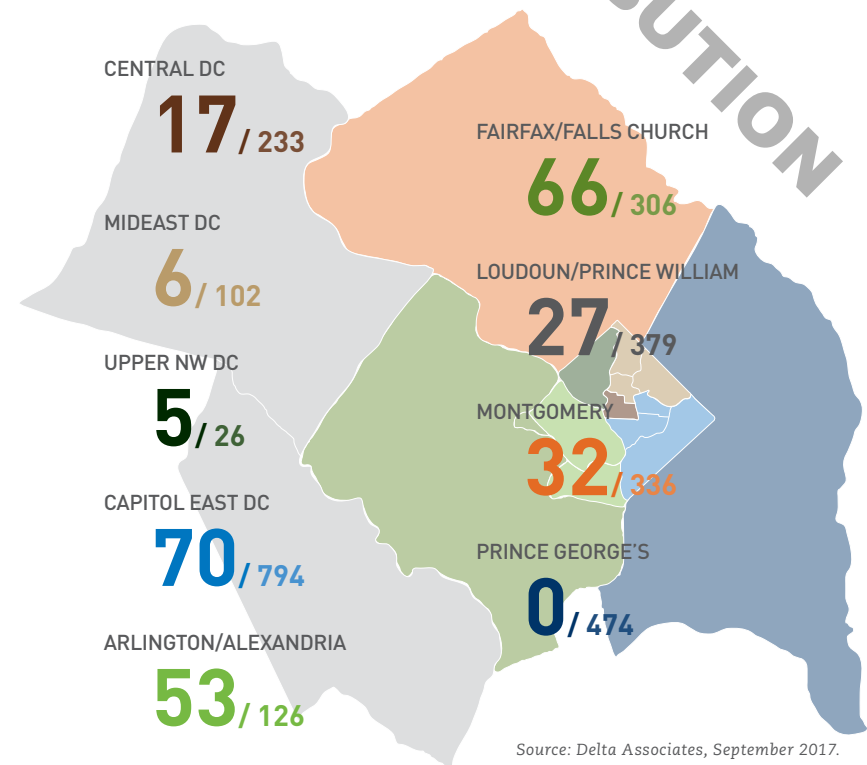 CENTRAL DC
17/ 233
MIDEAST DC
6/ 102
UPPER NW DC
5/ 26
CAPITOL EAST DC
70/ 794
ARLINGTON/ALEXANDRIA
53/ 126
FAIRFAX/FALLS CHURCH
66/ 306
LOUDOUN/PRINCE WILLIAM
27/ 379
MONTGOMERY
32/ 336
PRINCE GEORGE'S
0/ 474
Source: Delta Associates, September 2017.